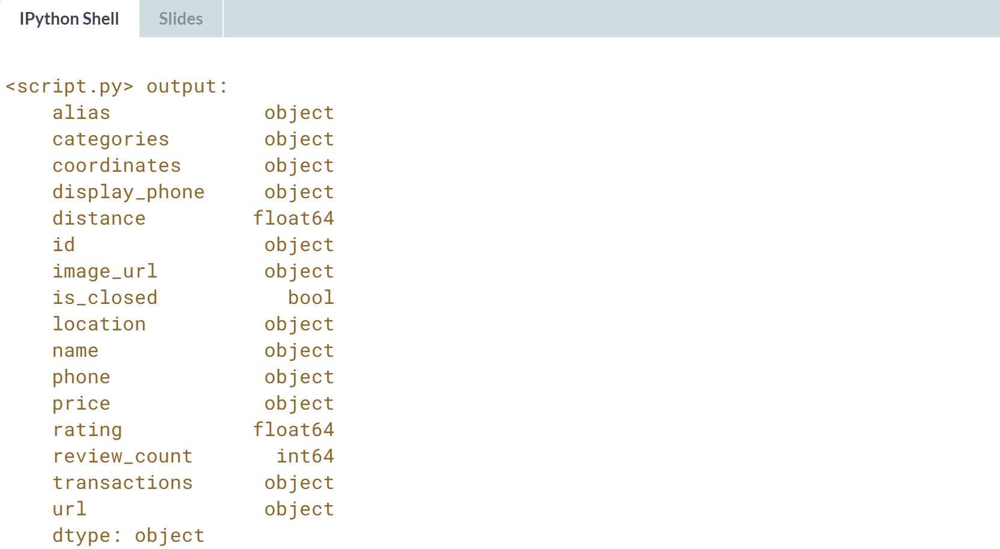 IPython Shell Slides
<script.py> output:
alias object
categories object
coordinates object
display_phone object
distance float64
id object
image_url object
is_closed bool
location object
name object
phone object
price object
rating float64
review_count int64
transactions object
url object
dtype: object